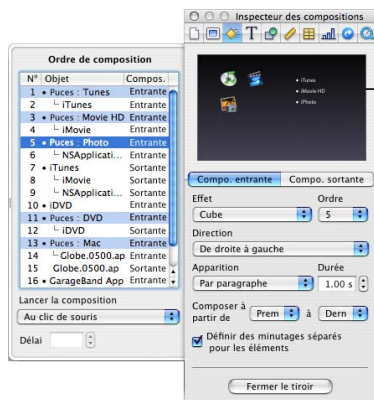 Inspecteur des compositions
Ordre de composition
N° Objet Compos.
1 • Puces : Tunes Entrante
2 └ iTunes Entrante
3 • Puces : Movie HD Entrante
4 └ iMovie Entrante
5 • Puces : Photo Entrante
6 └ NSApplicati... Entrante
7 • iTunes Sortante
8 └ iMovie Sortante
9 └ NSApplicati... Sortante
10 • iDVD Entrante
11 • Puces : DVD Entrante
12 └ iDVD Sortante
13 • Puces : Mac Entrante
14 └ Globe.0500.ap Entrante
15 Globe.0500.ap Sortante
16 • GarageBand App Entrante
Lancer la composition
Au clic de souris
Délai
• iTunes
• iMovie HD
• iPhoto
Compo. entrante Compo. sortante
Effet Ordre
Cube 5
Direction
De droite à gauche
Apparition Durée
Par paragraphe 1.00 s
Composer à
partir de Prem à Dern
Définir des minutages séparés
pour les éléments
Fermer le tiroir